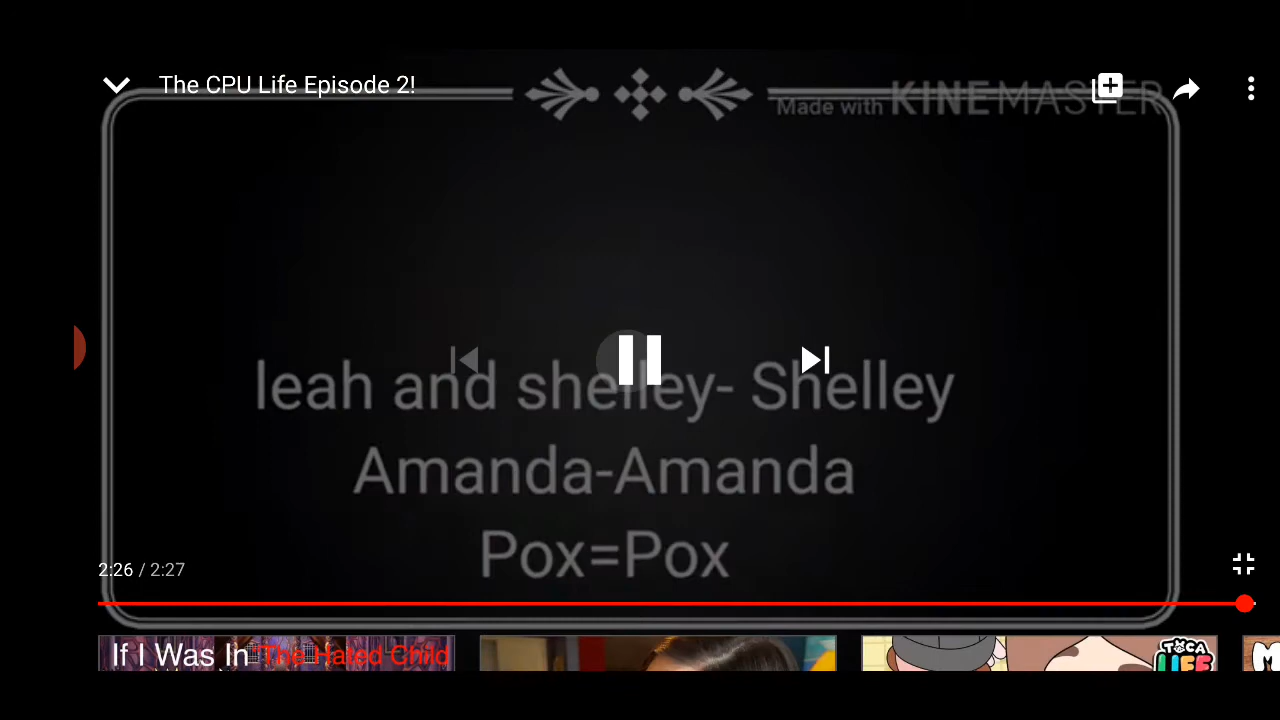 The CPU Life Episode 2!
Made with KINEMASTER
leah and shelley- Shelley
Amanda-Amanda
Pox=Pox
2:26 / 2:27
If I Was In "The Hated Child
TOCA
LIFE
M